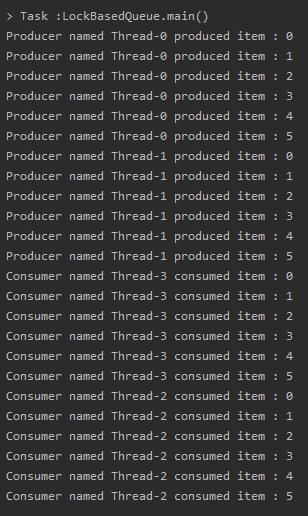 > Task :LockBasedQueue.main()
Producer named Thread-0 produced item : 0
Producer named Thread-0 produced item : 1
Producer named Thread-0 produced item : 2
Producer named Thread-0 produced item : 3
Producer named Thread-0 produced item : 4
Producer named Thread-0 produced item : 5
Producer named Thread-1 produced item : 0
Producer named Thread-1 produced item : 1
Producer named Thread-1 produced item : 2
Producer named Thread-1 produced item : 3
Producer named Thread-1 produced item : 4
Producer named Thread-1 produced item : 5
Consumer named Thread-3 consumed item : 0
Consumer named Thread-3 consumed item : 1
Consumer named Thread-3 consumed item : 2
Consumer named Thread-3 consumed item : 3
Consumer named Thread-3 consumed item : 4
Consumer named Thread-3 consumed item : 5
Consumer named Thread-2 consumed item : 0
Consumer named Thread-2 consumed item : 1
Consumer named Thread-2 consumed item : 2
Consumer named Thread-2 consumed item : 3
Consumer named Thread-2 consumed item : 4
Consumer named Thread-2 consumed item : 5